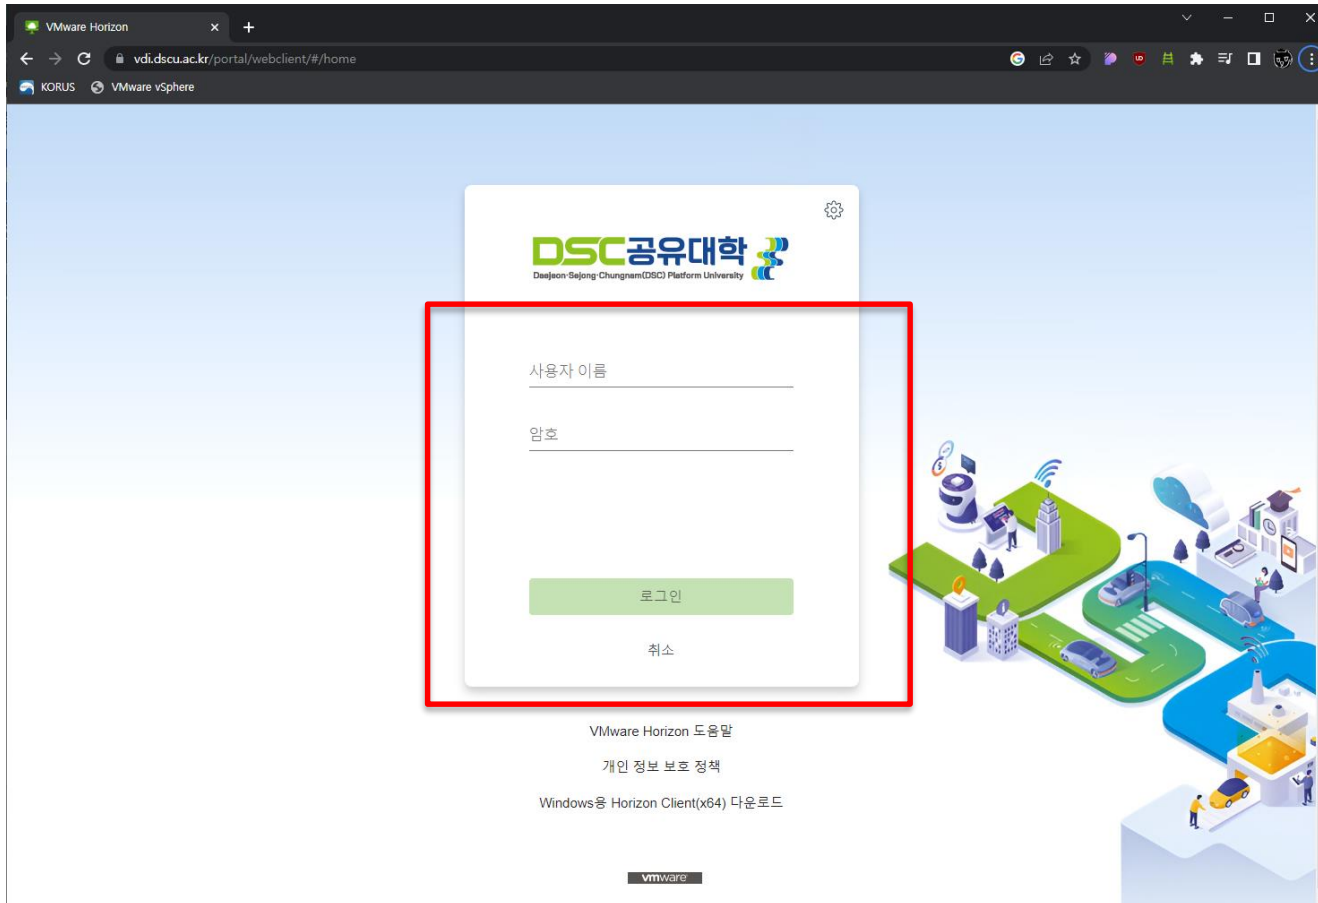 VMware Horizon
vdi.dscu.ac.kr/portal/webclient/#/home
KORUS VMware vSphere
DSC공유대학
Daejeon·Sejong·Chungnam(DSC) Platform University
사용자 이름
암호
로그인
취소
VMware Horizon 도움말
개인 정보 보호 정책
Windows용 Horizon Client(x64) 다운로드
vmware